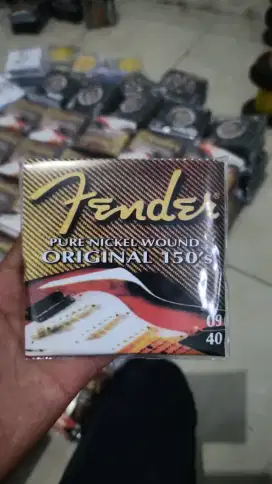 Fender
PURE NICKEL WOUND
ORIGINAL 150's
09
40